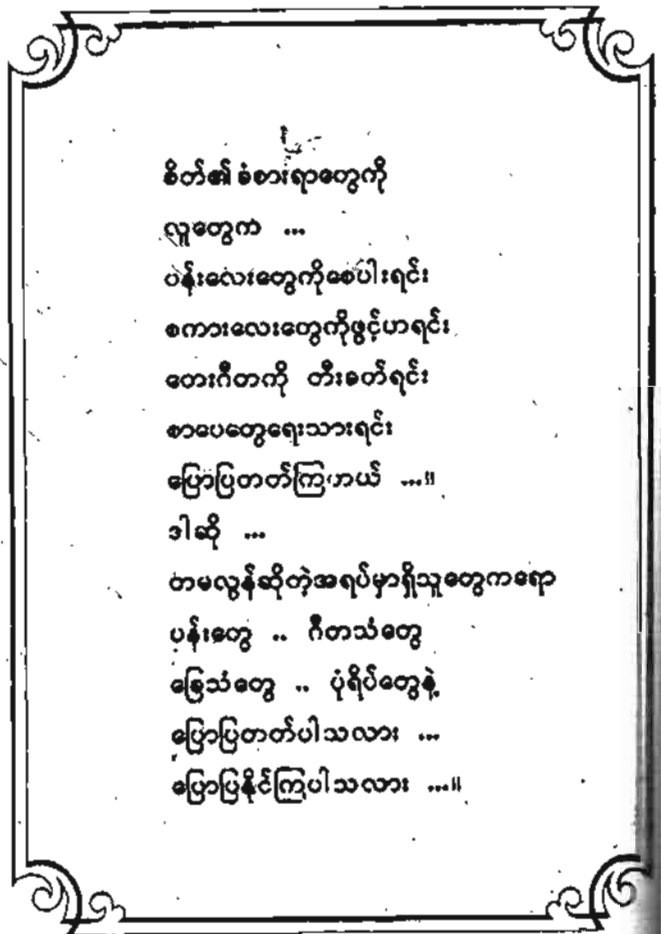 စိတ်၏ ခံစားရာတွေကို
လူတွေက ...
ပန်းလေးတွေကိုစေပါးရင်း
စကားလေးတွေကိုဖွင့်ဟရင်း
တေးဂီတကို တီးခတ်ရင်း
စာပေတွေရေးသားရင်း
ပြောပြတတ်ကြတယ် ...။
ဒါဆို ...
တမလွန်ဆိုတဲ့အရပ်မှာရှိသူတွေကရော
ပန်းတွေ .. ဂီတသံတွေ
ခြေသံတွေ .. ပုံရိပ်တွေနဲ့
ပြောပြတတ်ပါသလား ...
ပြောပြနိုင်ကြပါသလား ...။